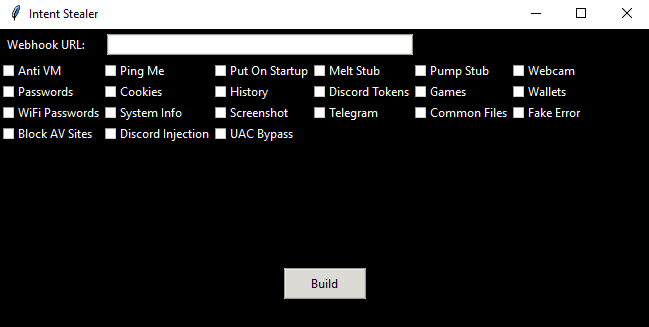 Intent Stealer
Webhook URL:
Anti VM Ping Me Put On Startup Melt Stub Pump Stub Webcam
Passwords Cookies History Discord Tokens Games Wallets
WiFi Passwords System Info Screenshot Telegram Common Files Fake Error
Block AV Sites Discord Injection UAC Bypass
Build